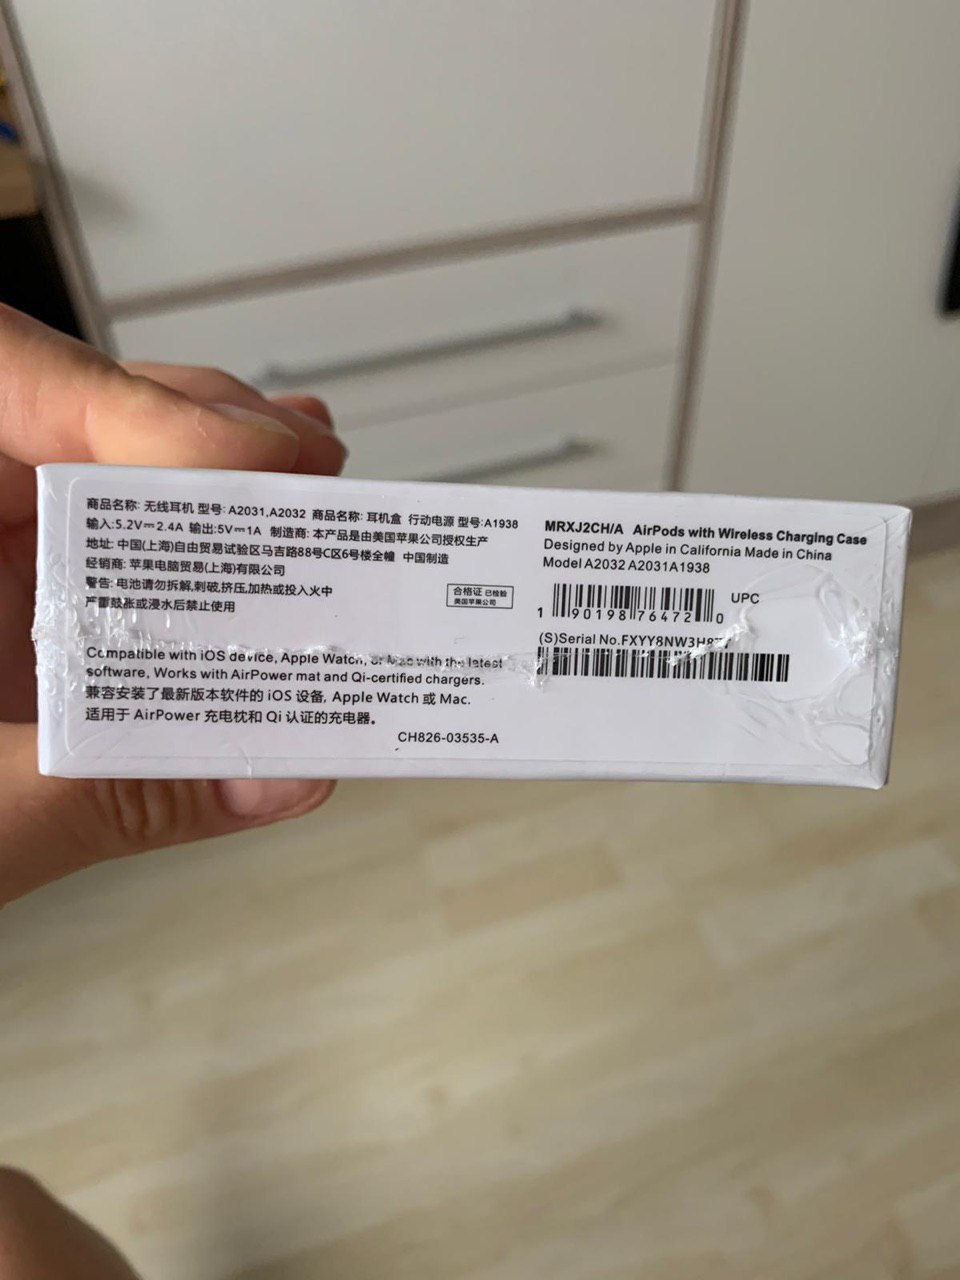 商品名称: 无线耳机 型号: A2031,A2032 商品名称: 耳机盒 行动电源 型号:A1938
输入:5.2V⎓2.4A 输出:5V⎓1A 制造商: 本产品是由美国苹果公司授权生产
地址: 中国(上海)自由贸易试验区马吉路88号C区6号楼全幢 中国制造
经销商: 苹果电脑贸易(上海)有限公司
警告: 电池请勿拆解,刺破,挤压,加热或投入火中
严重鼓胀或浸水后禁止使用
合格证 已检验
美国苹果公司
Compatible with iOS device, Apple Watch, or Mac with the latest
software, Works with AirPower mat and Qi-certified chargers.
兼容安装了最新版本软件的 iOS 设备, Apple Watch 或 Mac.
适用于 AirPower 充电枕和 Qi 认证的充电器。
CH826-03535-A
MRXJ2CH/A AirPods with Wireless Charging Case
Designed by Apple in California Made in China
Model A2032 A2031A1938
UPC
1 90198 76472 0
(S)Serial No.